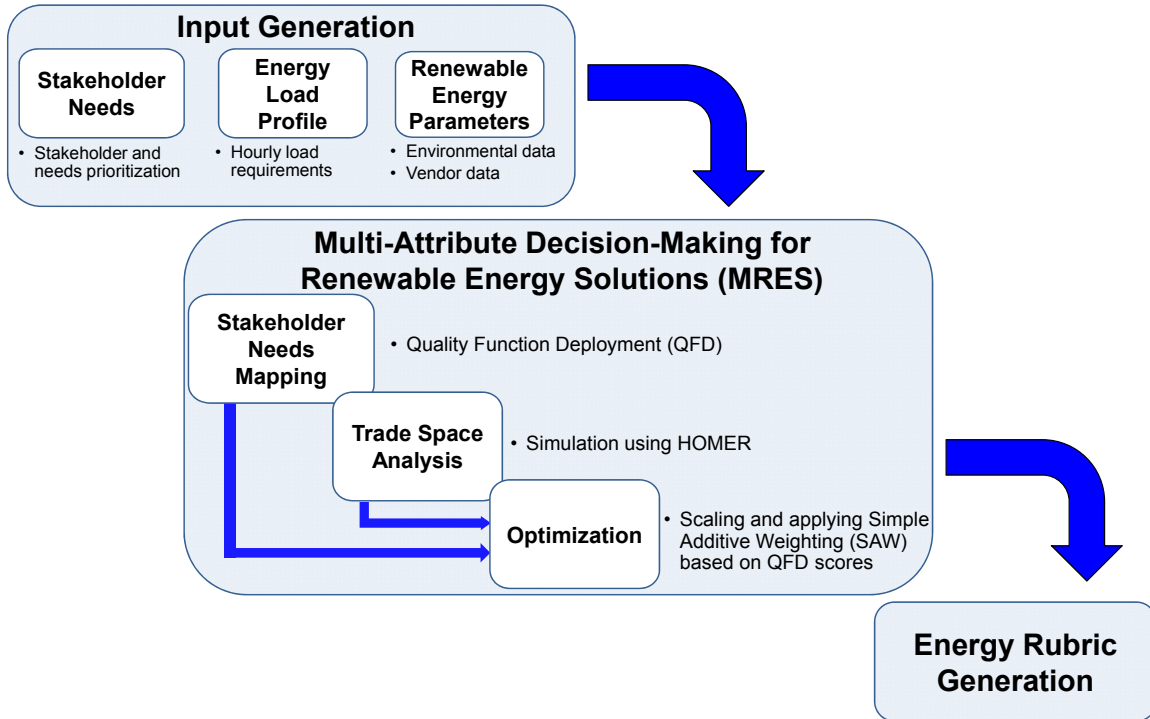 Input Generation
Stakeholder
Needs
• Stakeholder and
needs prioritization
Energy
Load
Profile
• Hourly load
requirements
Renewable
Energy
Parameters
• Environmental data
• Vendor data
Multi-Attribute Decision-Making for
Renewable Energy Solutions (MRES)
Stakeholder
Needs
Mapping
• Quality Function Deployment (QFD)
Trade Space
Analysis
• Simulation using HOMER
Optimization
• Scaling and applying Simple
Additive Weighting (SAW)
based on QFD scores
Energy Rubric
Generation